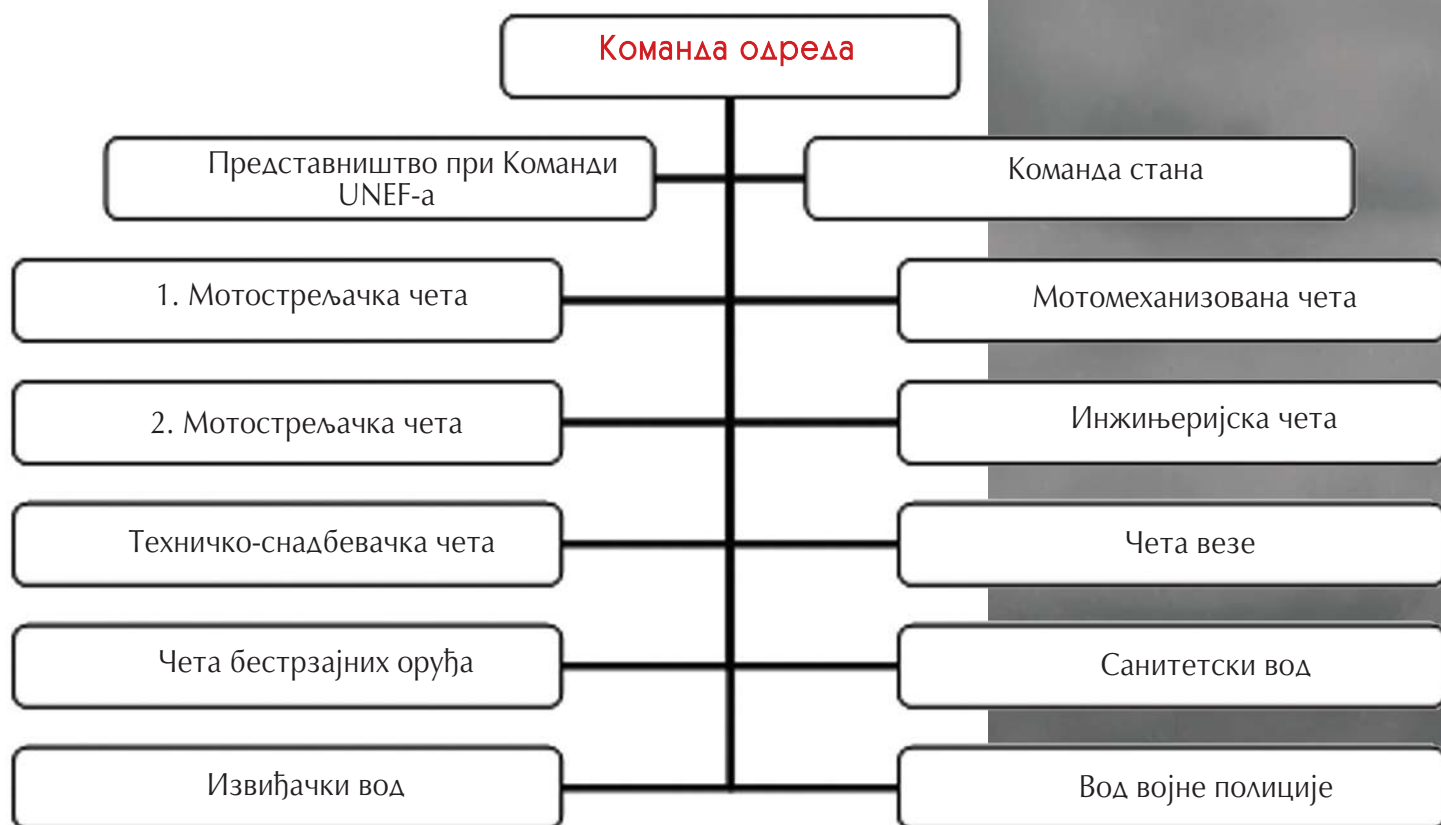 Команда одреда
Представништво при Команди
UNEF-а
Команда стана
1. Мотострељачка чета
Мотомеханизована чета
2. Мотострељачка чета
Инжињеријска чета
Техничко-снадбевачка чета
Чета везе
Чета бестрзајних оруђа
Санитетски вод
Извиђачки вод
Вод војне полиције